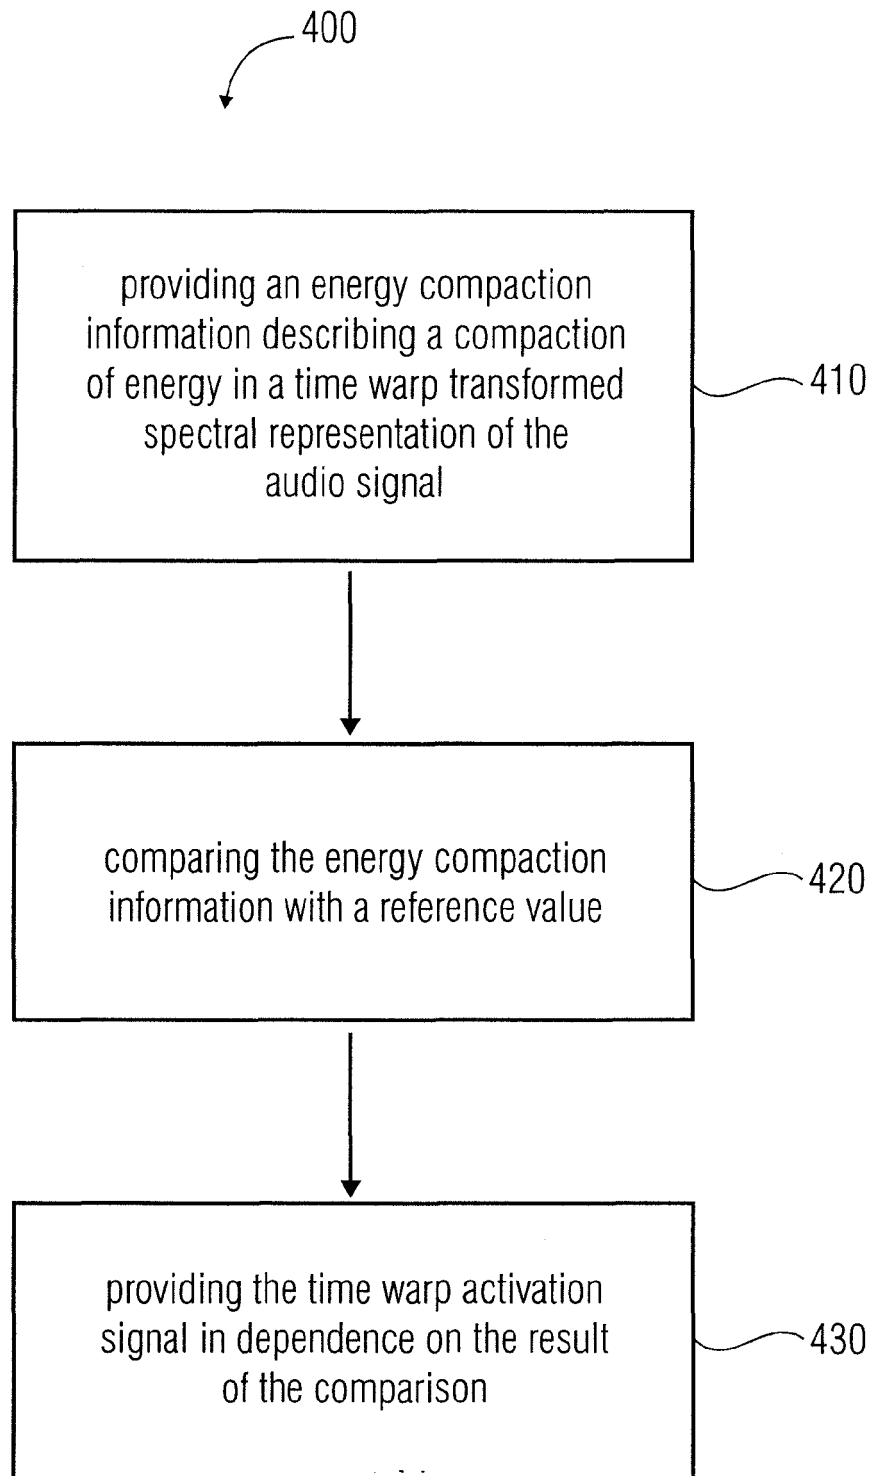 400
providing an energy compaction
information describing a compaction
of energy in a time warp transformed
spectral representation of the
audio signal
410
comparing the energy compaction
information with a reference value
420
providing the time warp activation
signal in dependence on the result
of the comparison
430